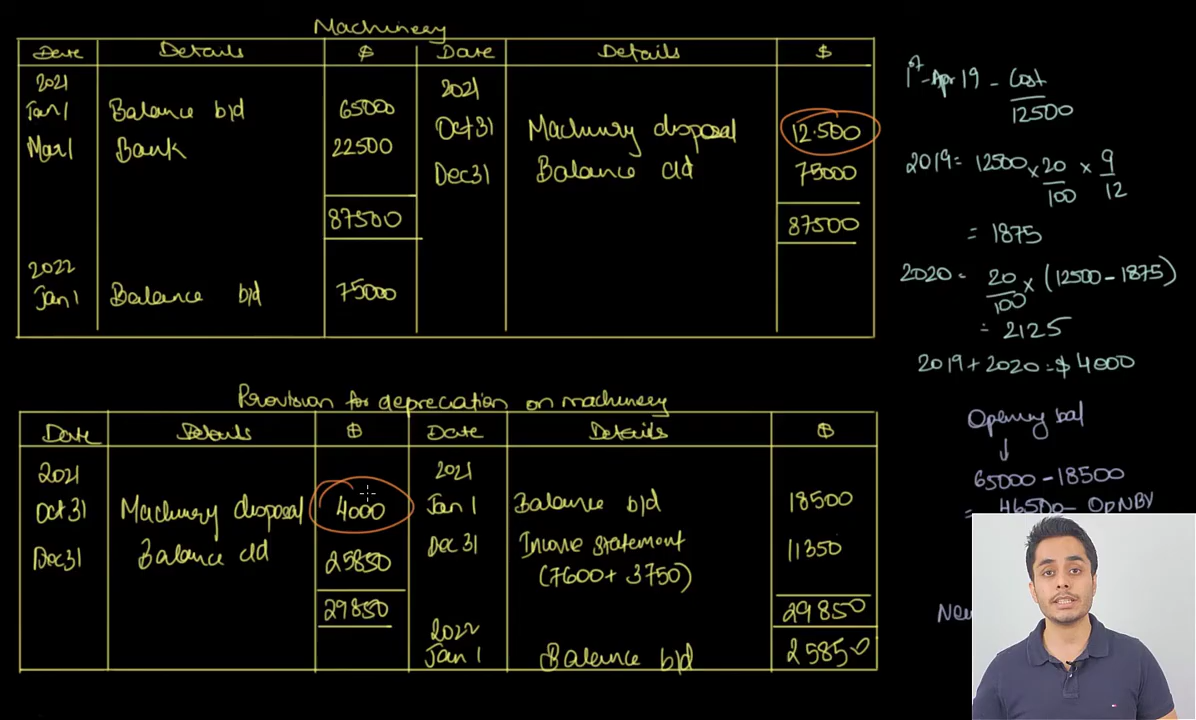 Machinery
Date Details $ Date Details $
2021 2021
Jan 1 Balance b/d 65000 Oct 31 Machinery disposal 12.500
Mar 1 Bank 22500 Dec 31 Balance c/d 75000
87500 87500
2022
Jan 1 Balance b/d 75000
Provision for depreciation on machinery
Date Details $ Date Details $
2021 2021
Oct 31 Machinery disposal 4000 Jan 1 Balance b/d 18500
Dec 31 Balance c/d 25850 Dec 31 Income statement 11350
(7600 + 3750)
29850 29850
2022
Jan 1 Balance b/d 25850
1st Apr 19 - Cost
12500
2019 = 12500 × 20/100 × 9/12
= 1875
2020 = 20/100 × (12500 - 1875)
= 2125
2019 + 2020 = $ 4000
Opening bal
↓
65000 - 18500
= 46500 - Op NBV